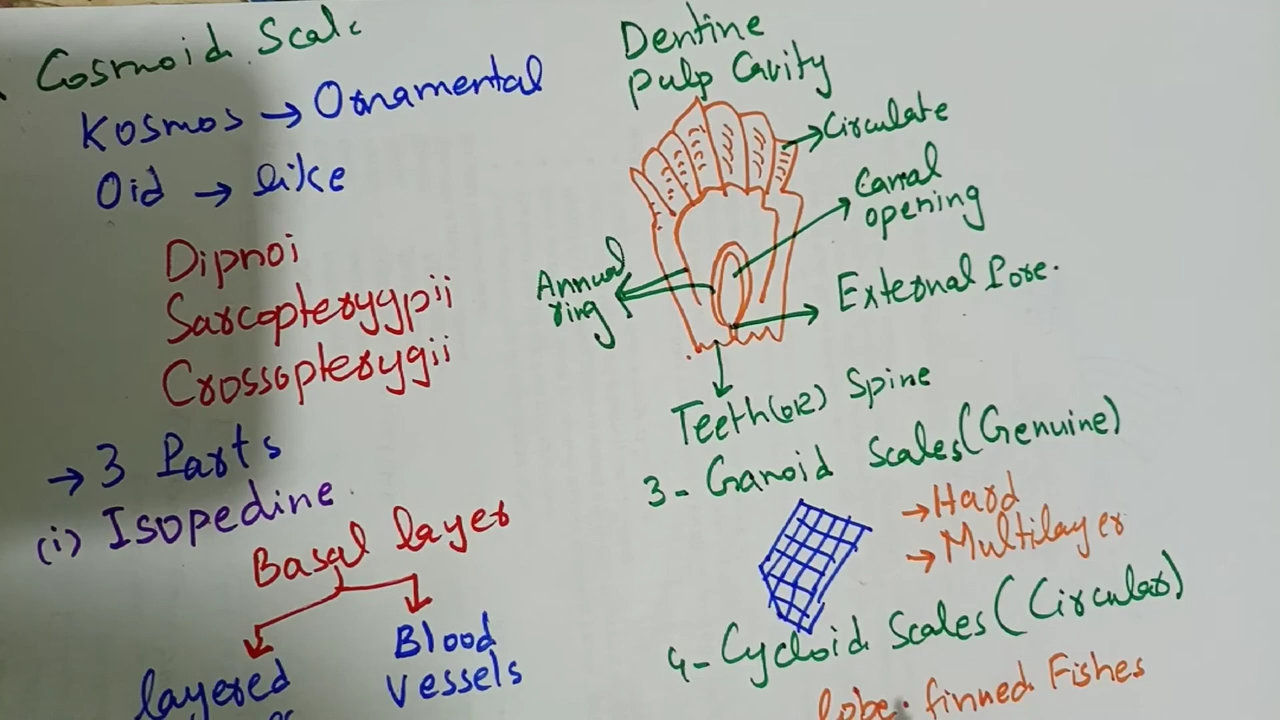 Cosmoid Scale
Kosmos → Ornamental
Oid → like
Dipnoi
Sarcopterygpii
Crossopterygii
→ 3 Parts
(i) Isopedine
Basal layer
layered
Blood
vessels
Dentine
Pulp Cavity
Circulate
Canal
opening
Annual
ring
External Pore.
Teeth(or) Spine
3- Ganoid Scales(Genuine)
→ Hard
→ Multilayer
4- Cycloid Scales (Circular)
lobe. finned Fishes